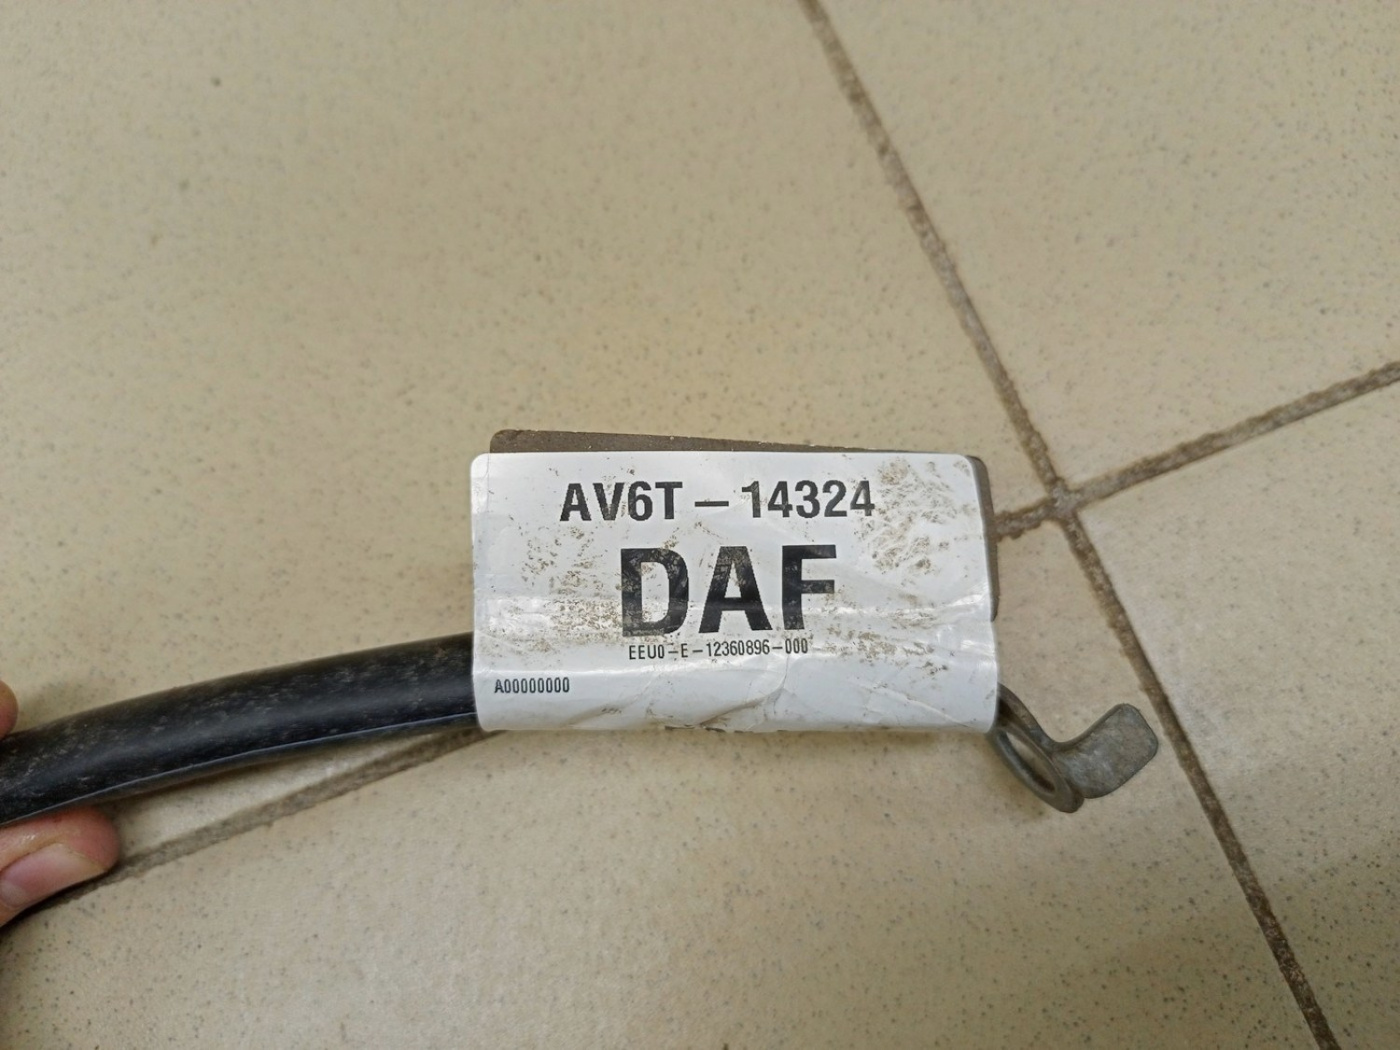 AV6T – 14324
DAF
EEU0 – E – 12360896 – 000
A00000000